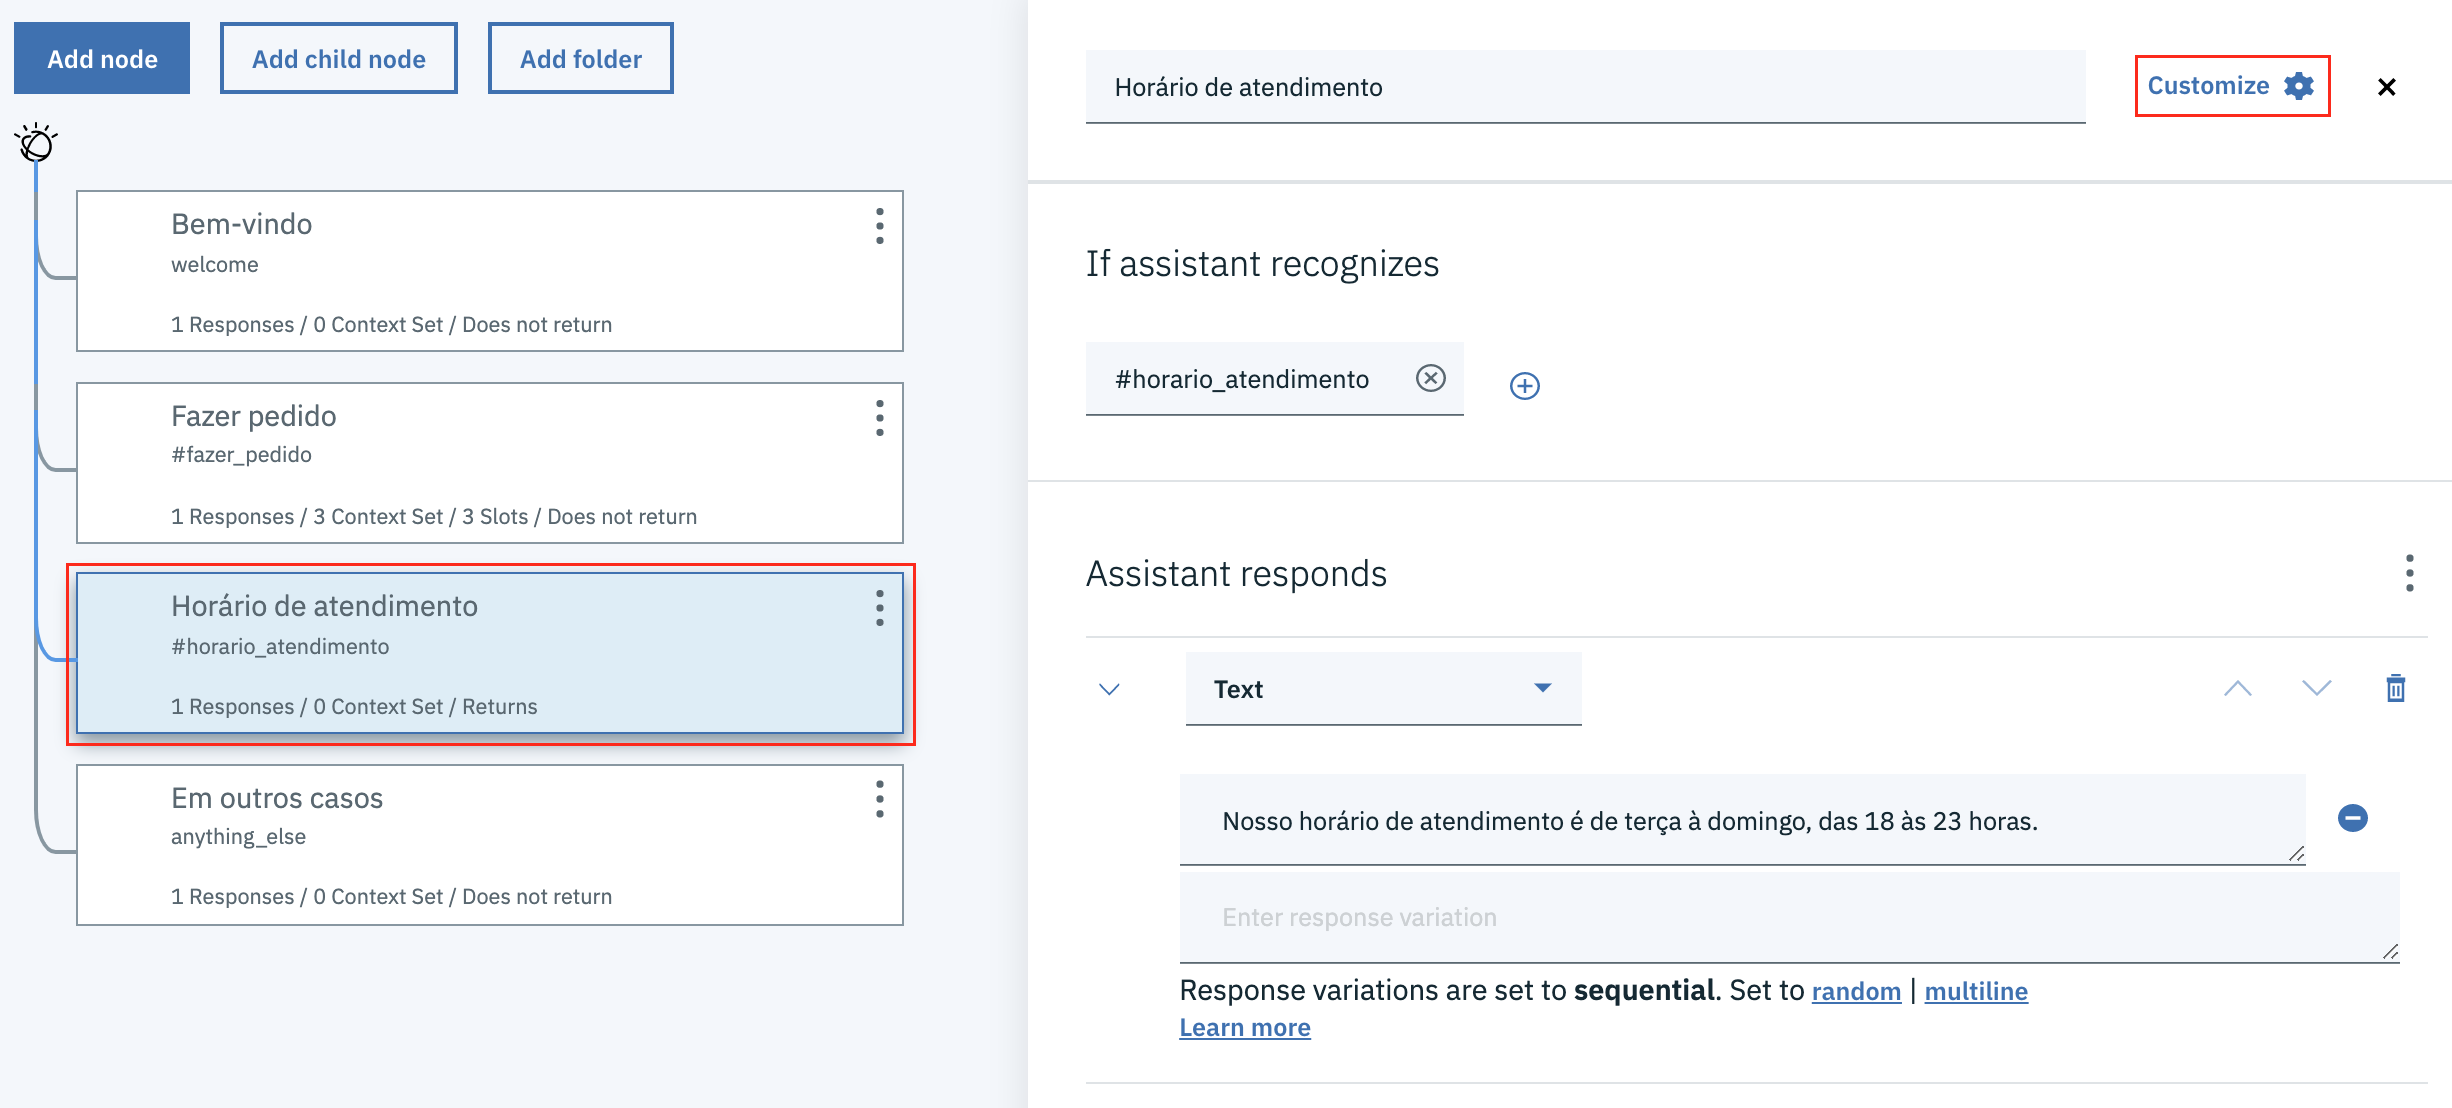 Add node
Add child node
Add folder
Bem-vindo
welcome
1 Responses / 0 Context Set / Does not return
Fazer pedido
#fazer_pedido
1 Responses / 3 Context Set / 3 Slots / Does not return
Horário de atendimento
#horario_atendimento
1 Responses / 0 Context Set / Returns
Em outros casos
anything_else
1 Responses / 0 Context Set / Does not return
Horário de atendimento
Customize
If assistant recognizes
#horario_atendimento
Assistant responds
Text
Nosso horário de atendimento é de terça à domingo, das 18 às 23 horas.
Enter response variation
Response variations are set to sequential. Set to random | multiline
Learn more